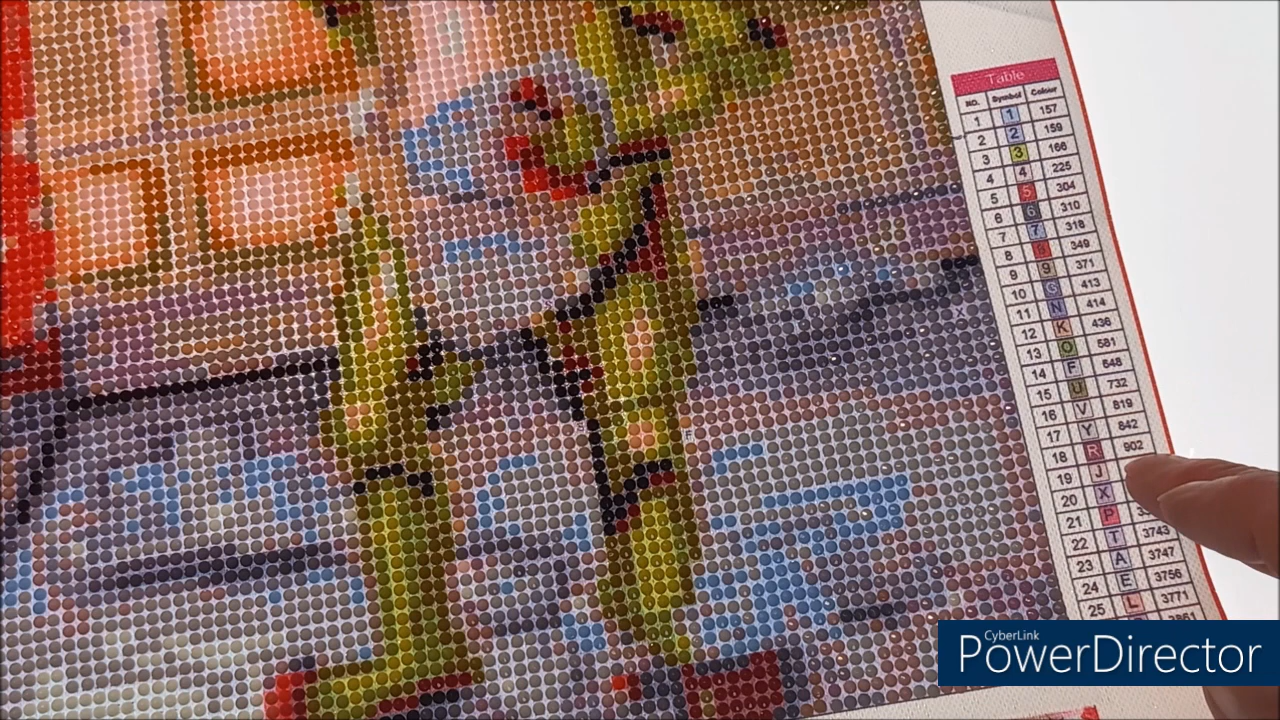 Table
NO. Symbol Colour
1 1 157
2 2 159
3 3 166
4 4 225
5 5 304
6 6 310
7 7 318
8 8 349
9 9 371
10 G 413
11 N 414
12 K 436
13 O 581
14 F 648
15 U 732
16 V 819
17 Y 842
18 R 902
19 J
20 X
21 P
22 T 3743
23 A 3747
24 E 3756
25 L 3771
CyberLink
PowerDirector